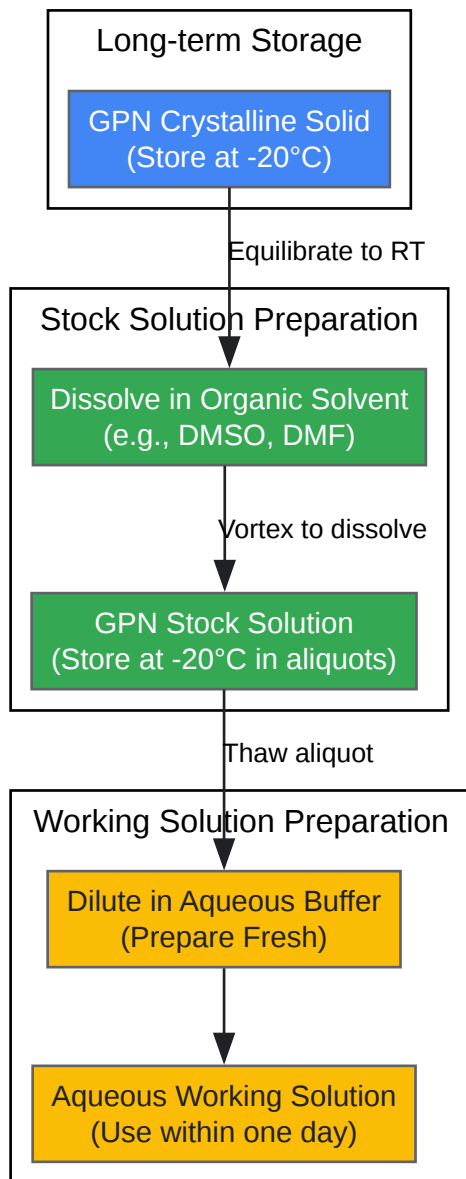 Long-term Storage
GPN Crystalline Solid
(Store at -20°C)
Equilibrate to RT
Stock Solution Preparation
Dissolve in Organic Solvent
(e.g., DMSO, DMF)
Vortex to dissolve
GPN Stock Solution
(Store at -20°C in aliquots)
Thaw aliquot
Working Solution Preparation
Dilute in Aqueous Buffer
(Prepare Fresh)
Aqueous Working Solution
(Use within one day)